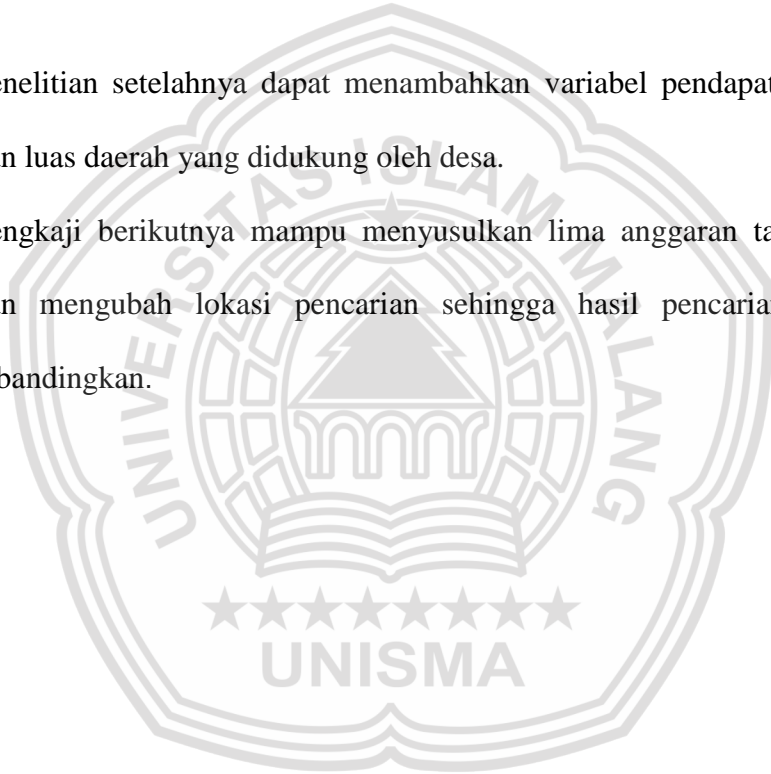 enelitian setelahnya dapat menambahkan variabel pendapat
n luas daerah yang didukung oleh desa.
engkaji berikutnya mampu menyusulkan lima anggaran ta
n mengubah lokasi pencarian sehingga hasil pencarian
bandingkan.
UNIVERSITAS ISLAM MALANG
UNISMA